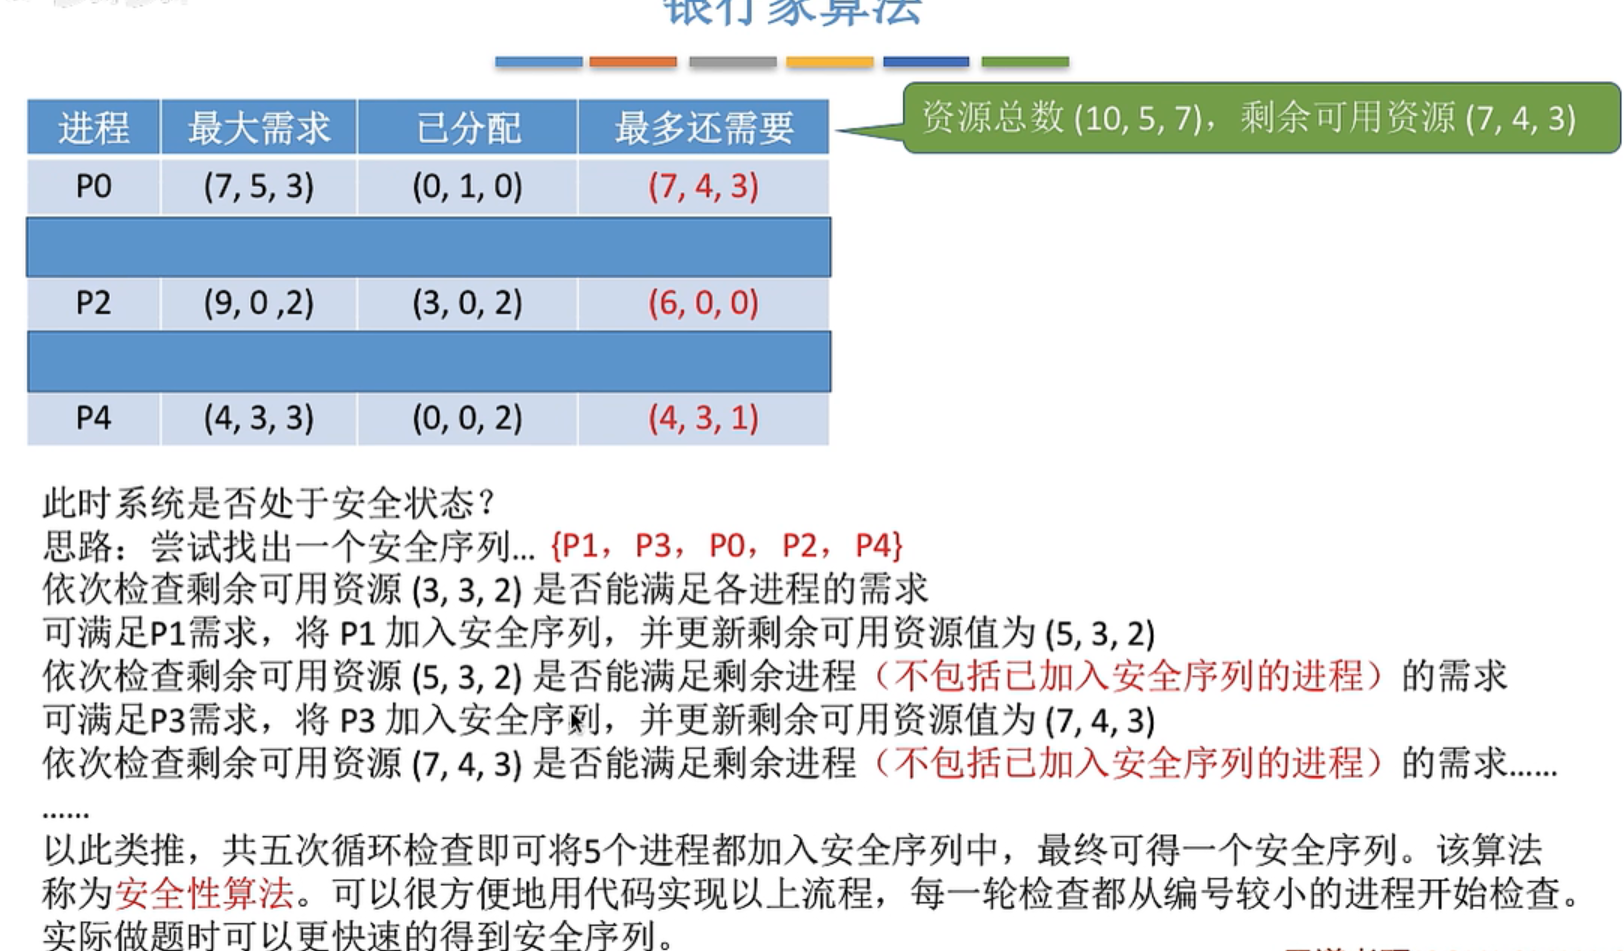 银行家算法
资源总数 (10, 5, 7)，剩余可用资源 (7, 4, 3)
进程 最大需求 已分配 最多还需要
P0 (7, 5, 3) (0, 1, 0) (7, 4, 3)
P2 (9, 0 ,2) (3, 0, 2) (6, 0, 0)
P4 (4, 3, 3) (0, 0, 2) (4, 3, 1)
此时系统是否处于安全状态？
思路：尝试找出一个安全序列... {P1，P3，P0，P2，P4}
依次检查剩余可用资源 (3, 3, 2) 是否能满足各进程的需求
可满足P1需求，将 P1 加入安全序列，并更新剩余可用资源值为 (5, 3, 2)
依次检查剩余可用资源 (5, 3, 2) 是否能满足剩余进程（不包括已加入安全序列的进程）的需求
可满足P3需求，将 P3 加入安全序列，并更新剩余可用资源值为 (7, 4, 3)
依次检查剩余可用资源 (7, 4, 3) 是否能满足剩余进程（不包括已加入安全序列的进程）的需求......
......
以此类推，共五次循环检查即可将5个进程都加入安全序列中，最终可得一个安全序列。该算法
称为安全性算法。可以很方便地用代码实现以上流程，每一轮检查都从编号较小的进程开始检查。
实际做题时可以更快速的得到安全序列。